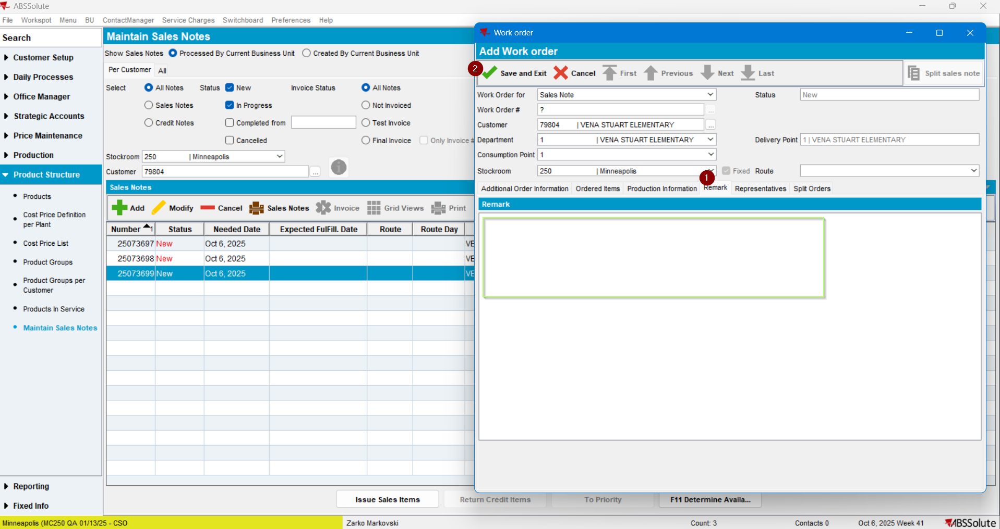 ABSSolute
File Workspot Menu BU ContactManager Service Charges Switchboard Preferences Help
Search
Customer Setup
Daily Processes
Office Manager
Strategic Accounts
Price Maintenance
Production
Product Structure
Products
Cost Price Definition
per Plant
Cost Price List
Product Groups
Product Groups per
Customer
Products In Service
Maintain Sales Notes
Reporting
Fixed Info
Maintain Sales Notes
Show Sales Notes Processed By Current Business Unit Created By Current Business Unit
Per Customer All
Select All Notes Status New Invoice Status All Notes
Sales Notes In Progress Not Invoiced
Credit Notes Completed from Test Invoice
Cancelled Final Invoice Only Invoice #
Stockroom 250 | Minneapolis
Customer 79804 ...
Sales Notes
Add Modify Cancel Sales Notes Invoice Grid Views Print
Number 1 Status Needed Date Expected FulFill. Date Route Route Day
25073697 New Oct 6, 2025 VE
25073698 New Oct 6, 2025 VE
25073699 New Oct 6, 2025 VE
Issue Sales Items Return Credit Items To Priority F11 Determine Availa...
Work order
Add Work order
2 Save and Exit Cancel First Previous Next Last Split sales note
Work Order for Sales Note Status New
Work Order # ? ...
Customer 79804 | VENA STUART ELEMENTARY ...
Department 1 | VENA STUART ELEMENTARY Delivery Point 1 | VENA STUART ELEMENTARY
Consumption Point 1
Stockroom 250 | Minneapolis Fixed Route
1
Additional Order Information Ordered Items Production Information Remark Representatives Split Orders
Remark
Minneapolis (MC250 QA 01/13/25 - CSO Zarko Markovski Count: 3 Contacts 0 Oct 6, 2025 Week 41 ABSSolute